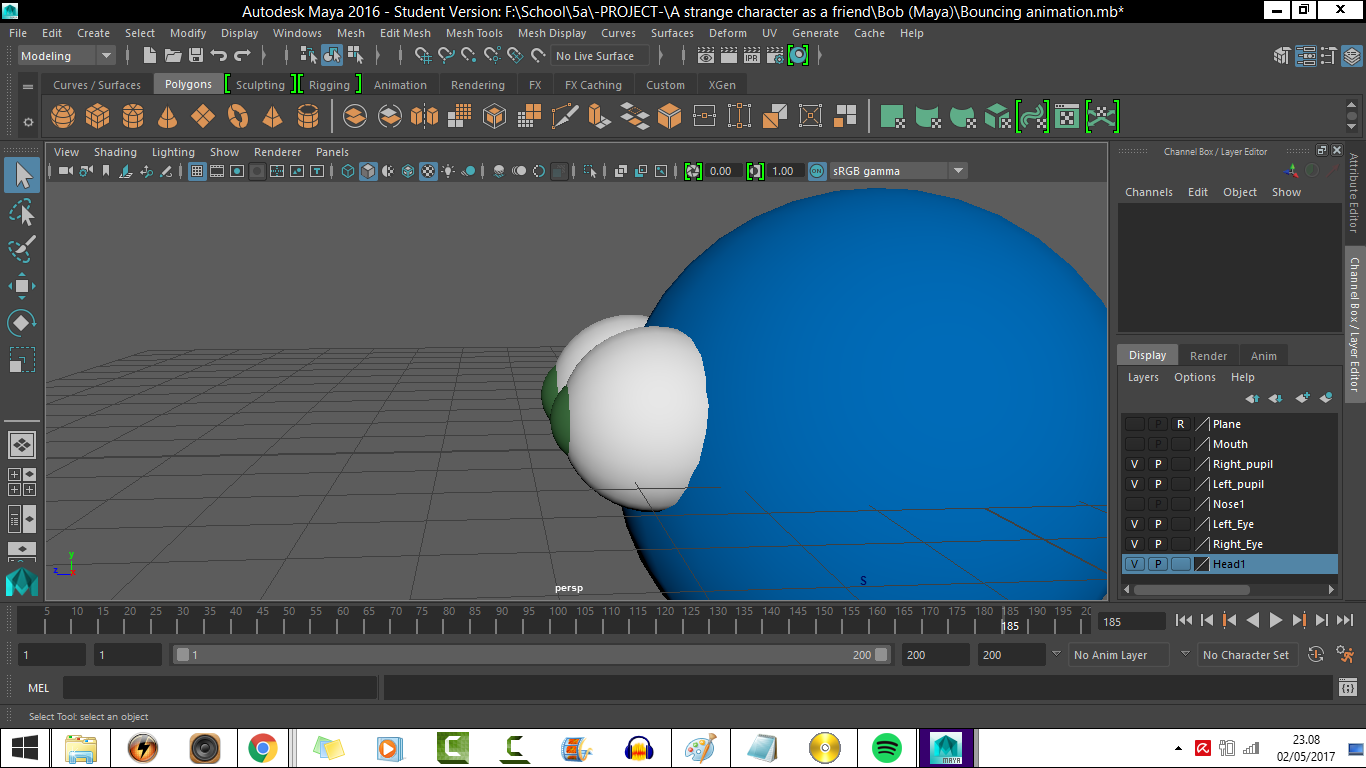 Autodesk Maya 2016 - Student Version: F:\School\5a\-PROJECT-\A strange character as a friend\Bob (Maya)\Bouncing animation.mb*
File Edit Create Select Modify Display Windows Mesh Edit Mesh Mesh Tools Mesh Display Curves Surfaces Deform UV Generate Cache Help
Modeling No Live Surface IPR
Curves / Surfaces Polygons Sculpting Rigging Animation Rendering FX FX Caching Custom XGen
View Shading Lighting Show Renderer Panels
0.00 1.00 ON sRGB gamma
Channel Box / Layer Editor
Channels Edit Object Show
Attribute Editor
Channel Box / Layer Editor
Display Render Anim
Layers Options Help
P R Plane
P Mouth
V P Right_pupil
V P Left_pupil
P Nose1
V P Left_Eye
V P Right_Eye
V P Head1
y
z
S
persp
5 10 15 20 25 30 35 40 45 50 55 60 65 70 75 80 85 90 95 100 105 110 115 120 125 130 135 140 145 150 155 160 165 170 175 180 185 190 195 20
185 185
1 1 1 200 200 200 No Anim Layer No Character Set
MEL
Select Tool: select an object
MAYA
23.08
02/05/2017